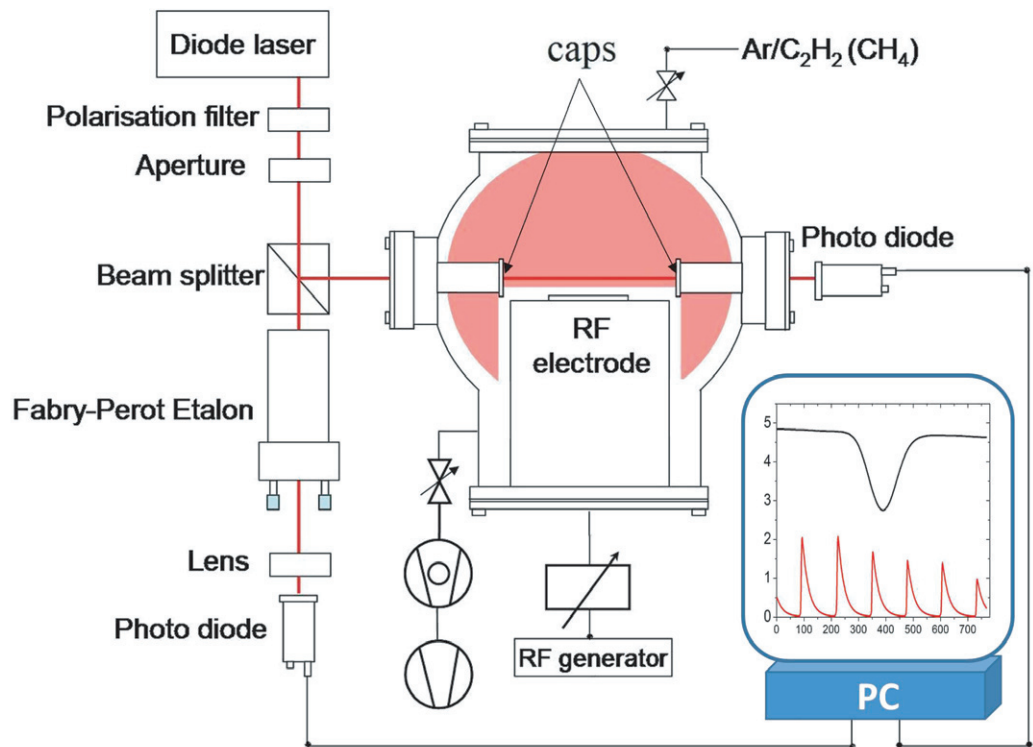 Diode laser
Polarisation filter
Aperture
Beam splitter
Fabry-Perot Etalon
Lens
Photo diode
caps
Ar/C₂H₂ (CH₄)
Photo diode
RF
electrode
RF generator
5
4
3
2
1
0
0 100 200 300 400 500 600 700
PC